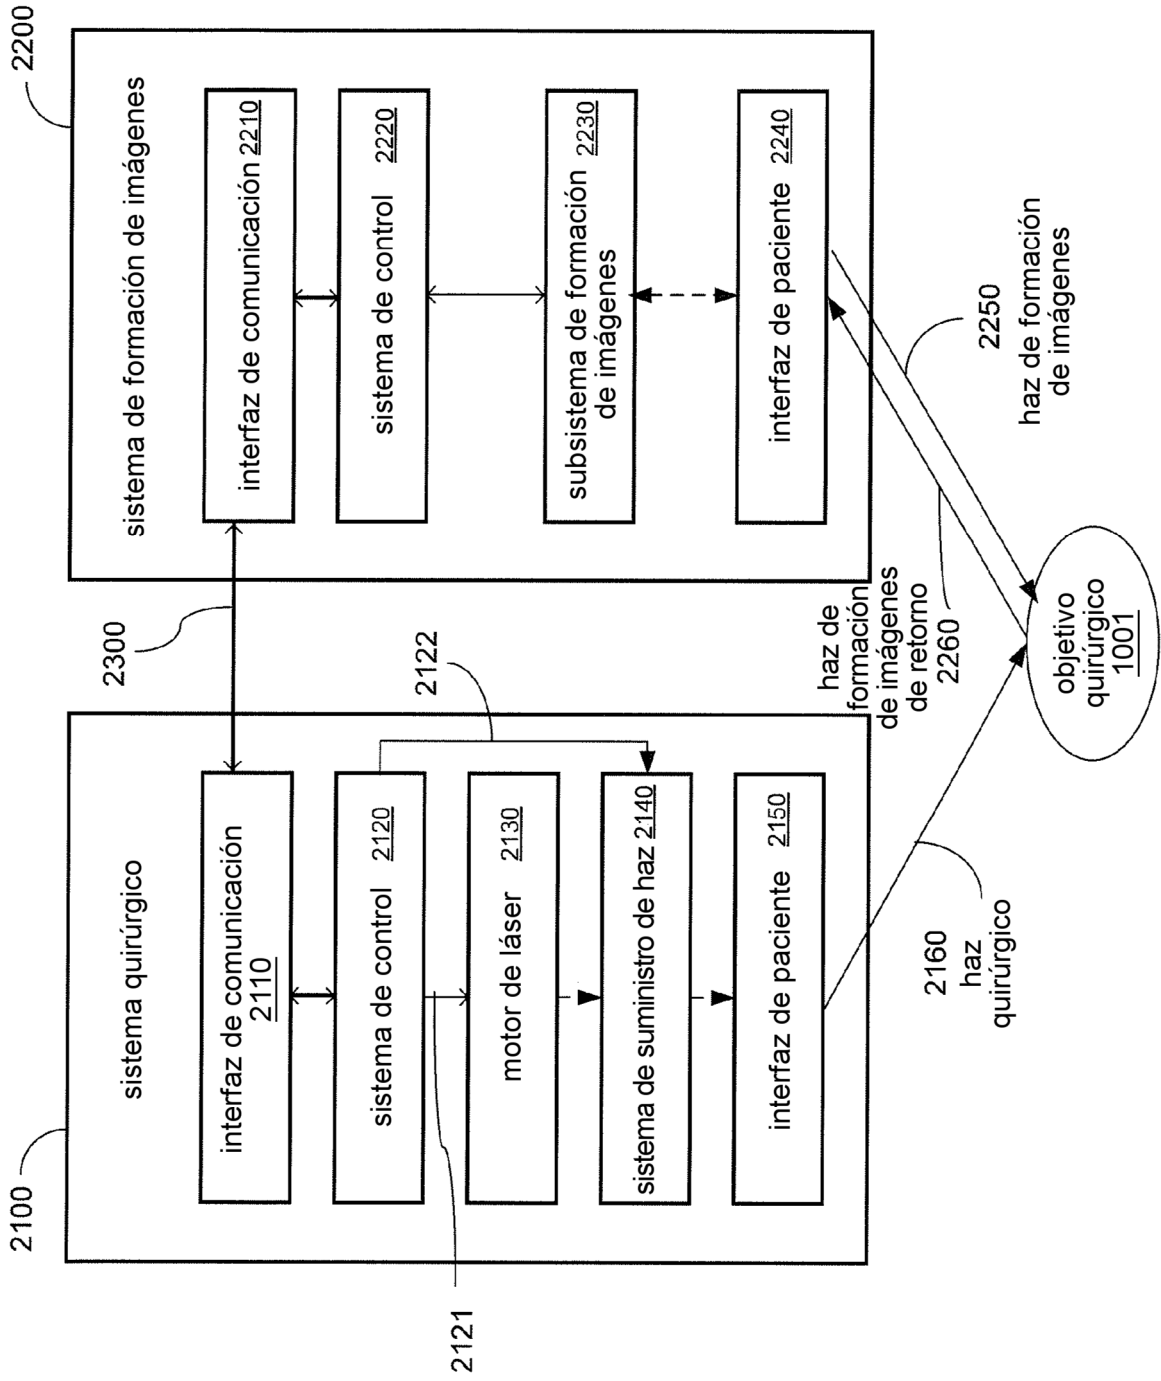 2100
sistema quirúrgico
interfaz de comunicación
2110
sistema de control 2120
2121
2122
motor de láser 2130
sistema de suministro de haz 2140
interfaz de paciente 2150
2160
haz
quirúrgico
2300
2200
sistema de formación de imágenes
interfaz de comunicación 2210
sistema de control 2220
subsistema de formación 2230
de imágenes
interfaz de paciente 2240
haz de
formación
de imágenes
de retorno
2260
2250
haz de formación
de imágenes
objetivo
quirúrgico
1001